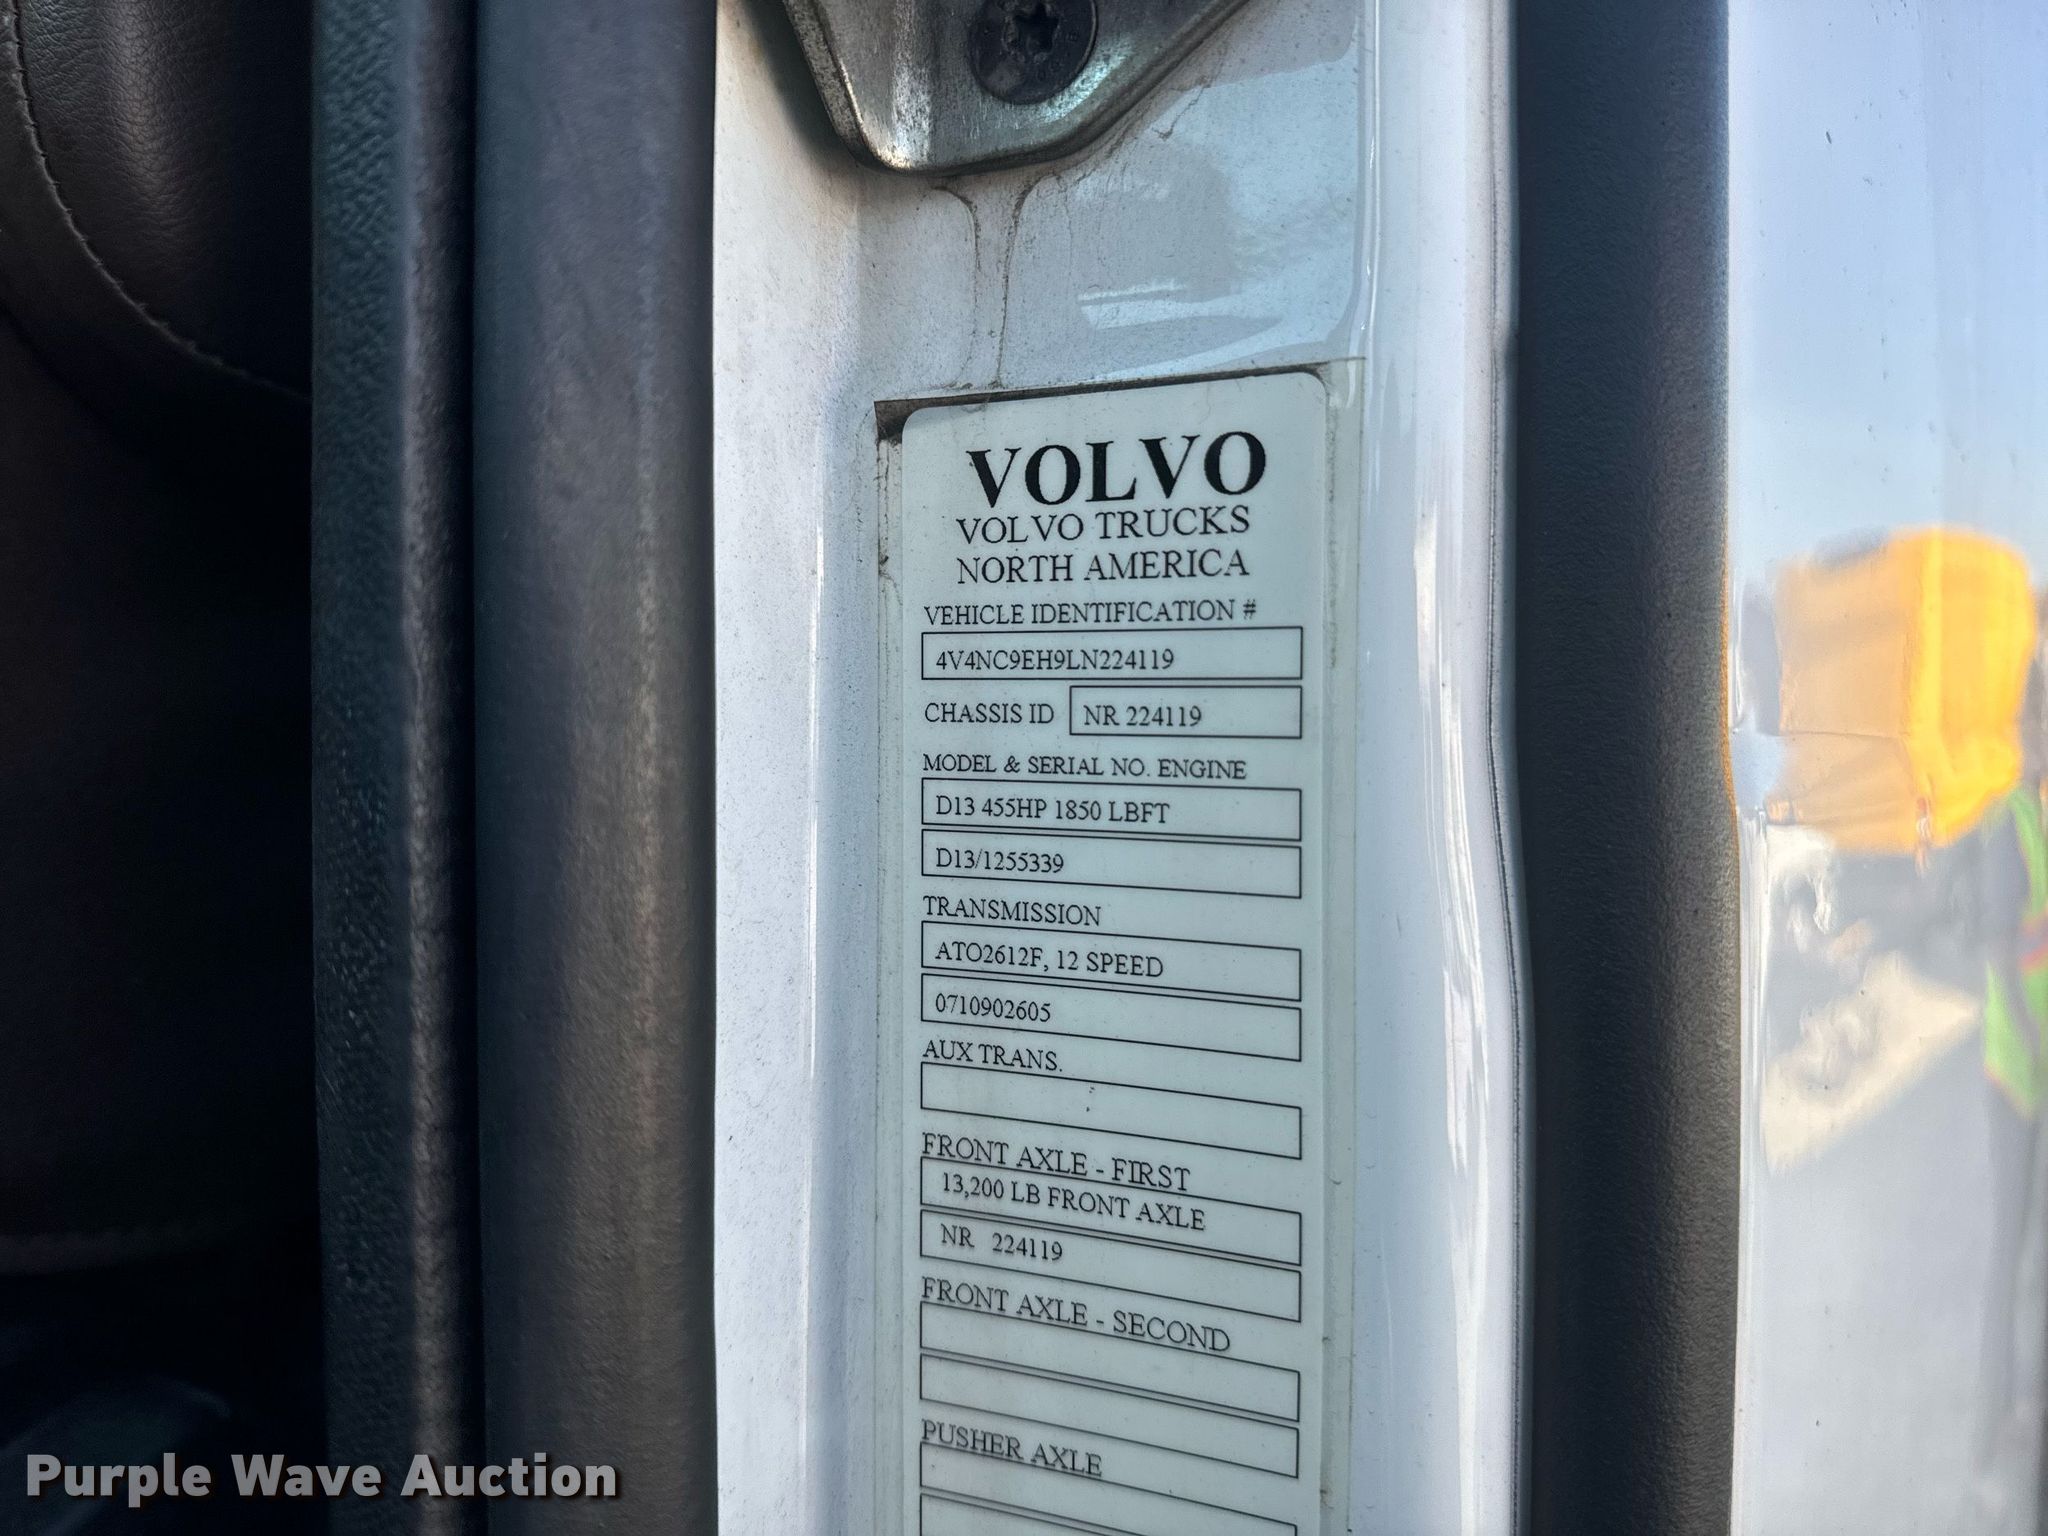 VOLVO
VOLVO TRUCKS
NORTH AMERICA
VEHICLE IDENTIFICATION #
4V4NC9EH9LN224119
CHASSIS ID NR 224119
MODEL & SERIAL NO. ENGINE
D13 455HP 1850 LBFT
D13/1255339
TRANSMISSION
ATO2612F, 12 SPEED
0710902605
AUX TRANS.
FRONT AXLE - FIRST
13,200 LB FRONT AXLE
NR 224119
FRONT AXLE - SECOND
PUSHER AXLE
Purple Wave Auction